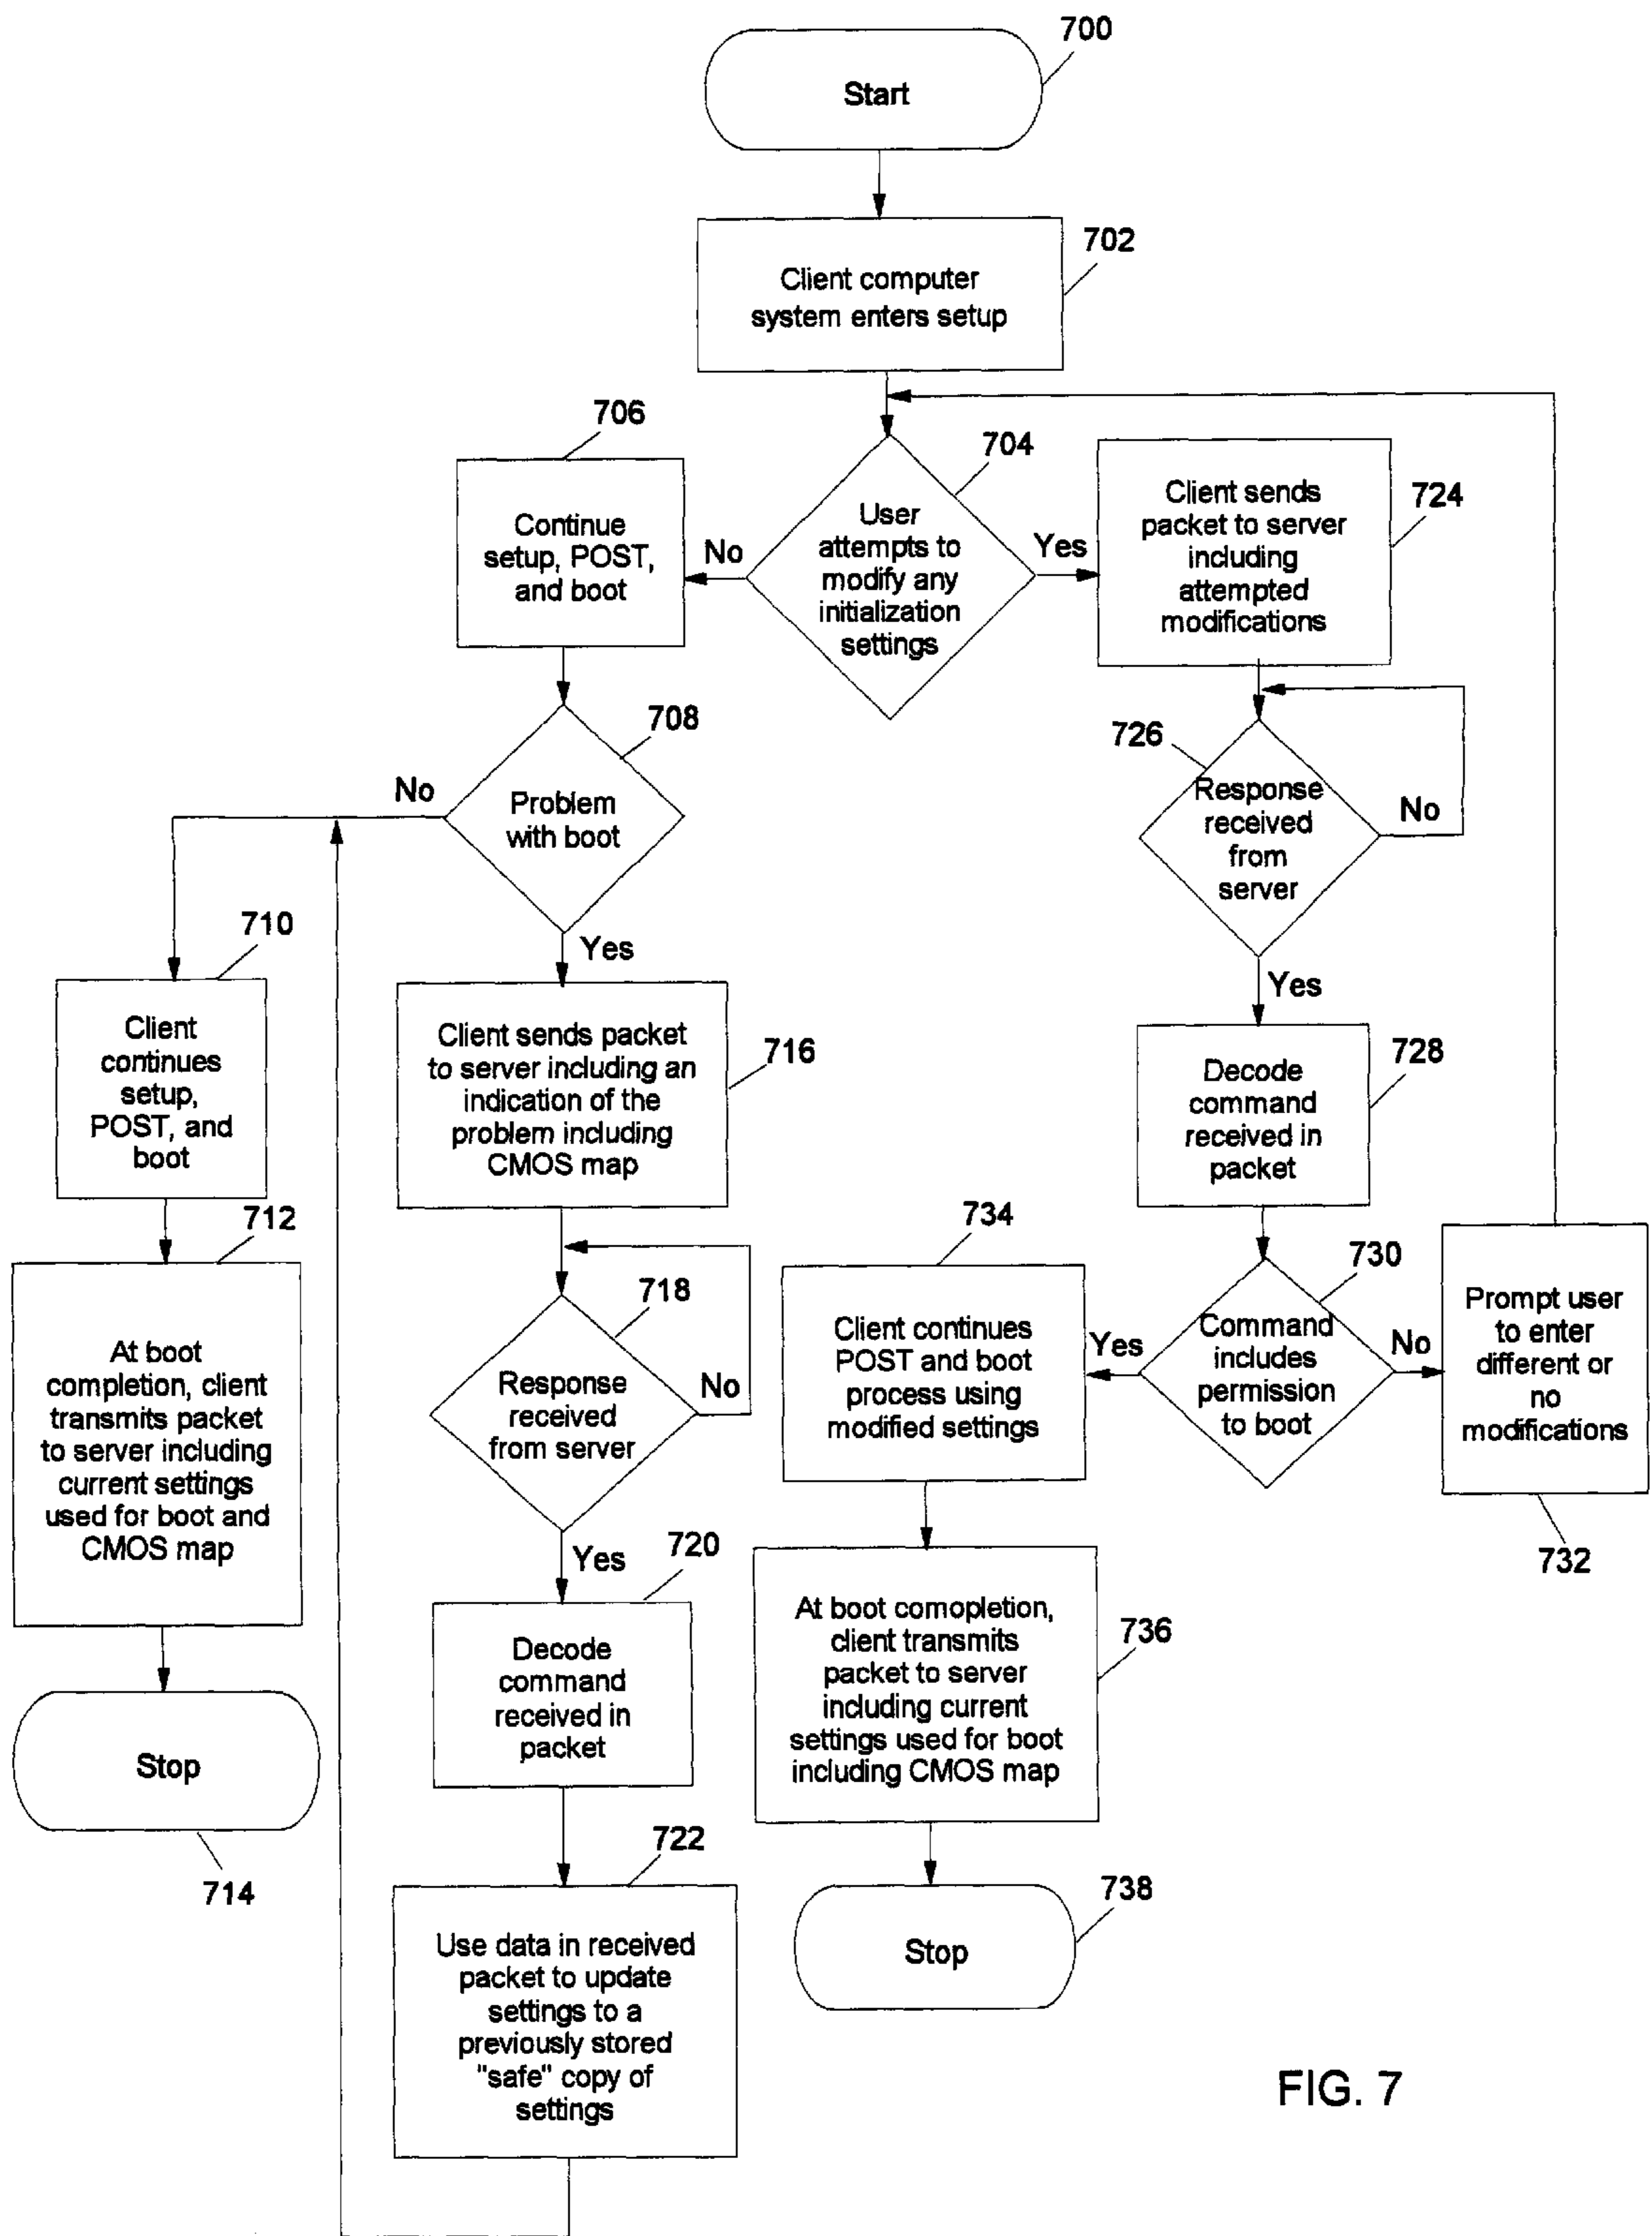 700
Start
702
Client computer
system enters setup
704
User
attempts to
modify any
initialization
settings
No
Yes
706
Continue
setup, POST,
and boot
724
Client sends
packet to server
including
attempted
modifications
708
Problem
with boot
No
Yes
726
Response
received
from
server
No
Yes
710
Client
continues
setup,
POST, and
boot
716
Client sends packet
to server including an
indication of the
problem including
CMOS map
728
Decode
command
received in
packet
712
At boot
completion, client
transmits packet
to server including
current settings
used for boot and
CMOS map
718
Response
received
from server
No
Yes
734
Client continues
POST and boot
process using
modified settings
730
Command
includes
permission
to boot
Yes
No
Prompt user
to enter
different or
no
modifications
732
720
Decode
command
received in
packet
736
At boot comopletion,
client transmits
packet to server
including current
settings used for boot
including CMOS map
Stop
714
722
Use data in received
packet to update
settings to a
previously stored
"safe" copy of
settings
738
Stop
FIG. 7